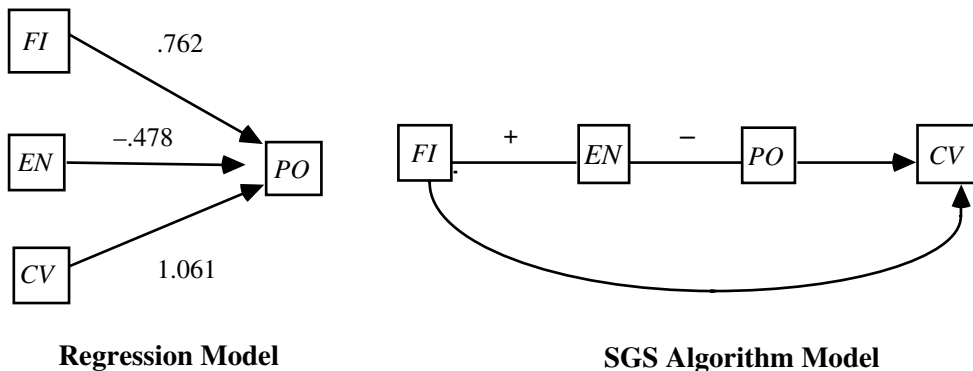 FI
.762
EN
–.478
PO
CV
1.061
Regression Model
FI
+
EN
–
PO
CV
SGS Algorithm Model